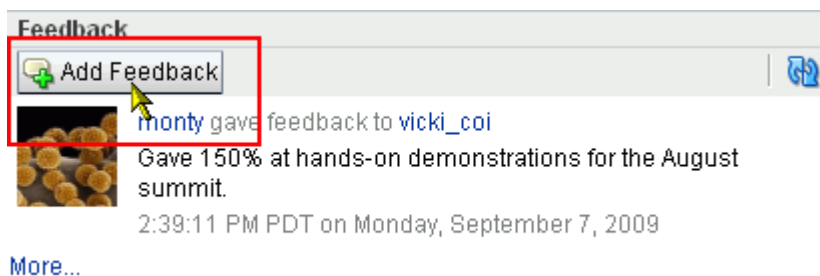 Feedback
Add Feedback
monty gave feedback to vicki_coi
Gave 150% at hands-on demonstrations for the August
summit.
2:39:11 PM PDT on Monday, September 7, 2009
More...